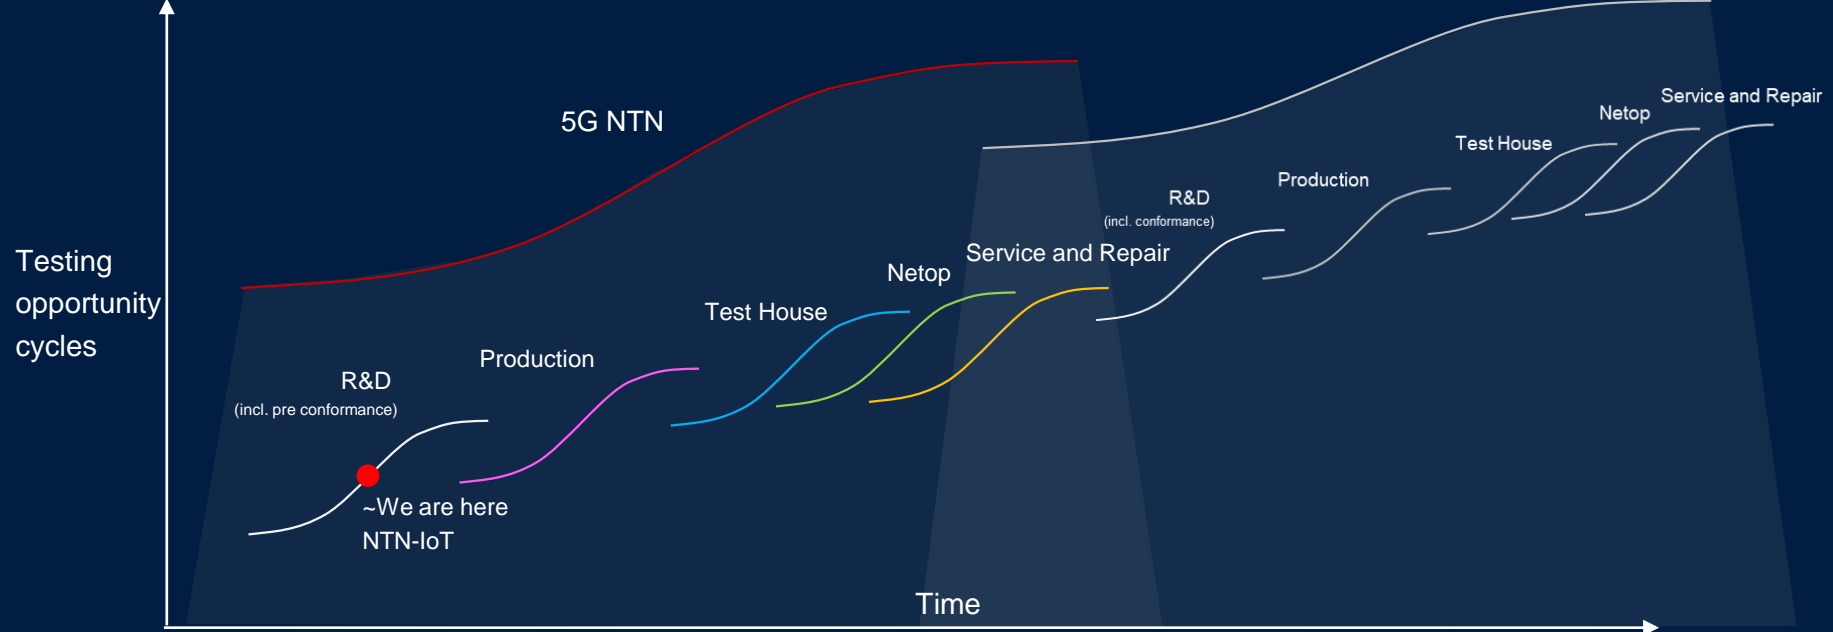 5G NTN
Testing
opportunity
cycles
R&D
(incl. pre conformance)
~We are here
NTN-IoT
Production
Test House
Netop
Service and Repair
R&D
(incl. conformance)
Production
Test House
Netop
Service and Repair
Time